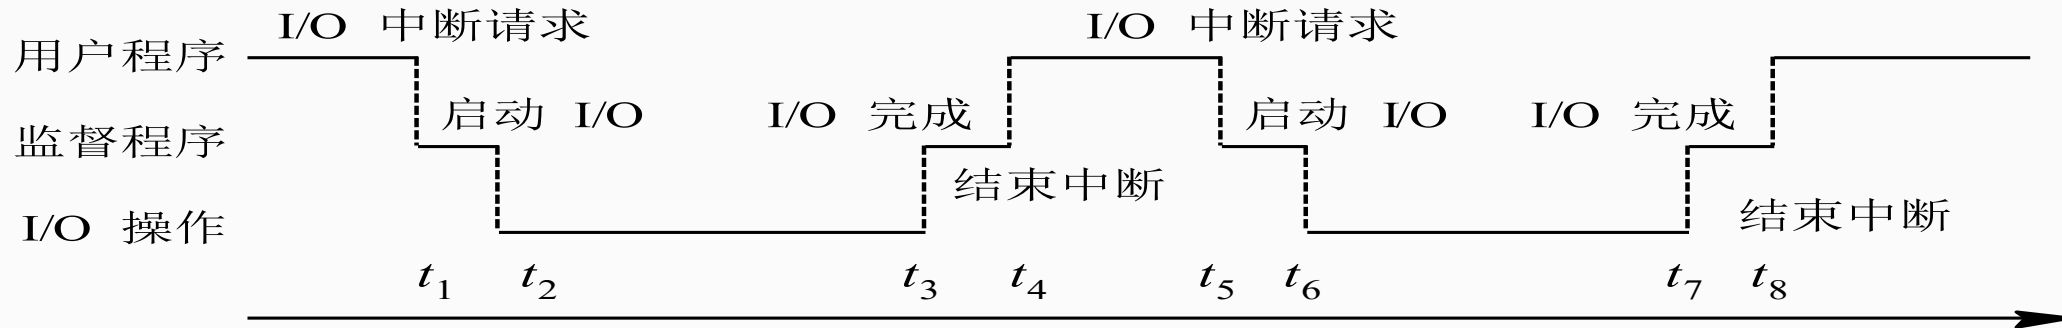 I/O 中断请求 I/O 中断请求
用户程序
启动 I/O I/O 完成 启动 I/O I/O 完成
监督程序
结束中断
结束中断
I/O 操作
t1 t2 t3 t4 t5 t6 t7 t8